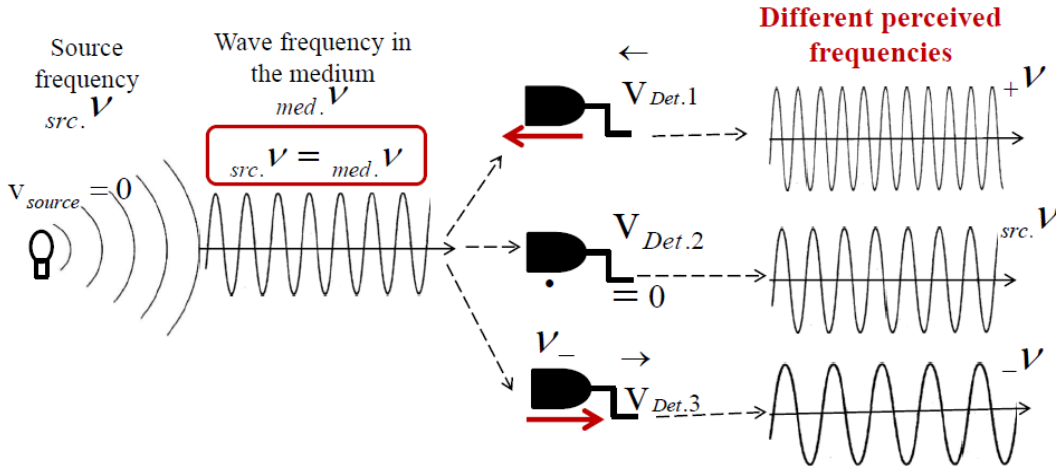 Source
frequency
src. ν
v source = 0
Wave frequency in
the medium
med. ν
src. ν = med. ν
←
V Det.1
V Det.2
= 0
ν −
→
V Det.3
Different perceived
frequencies
+ ν
src. ν
− ν